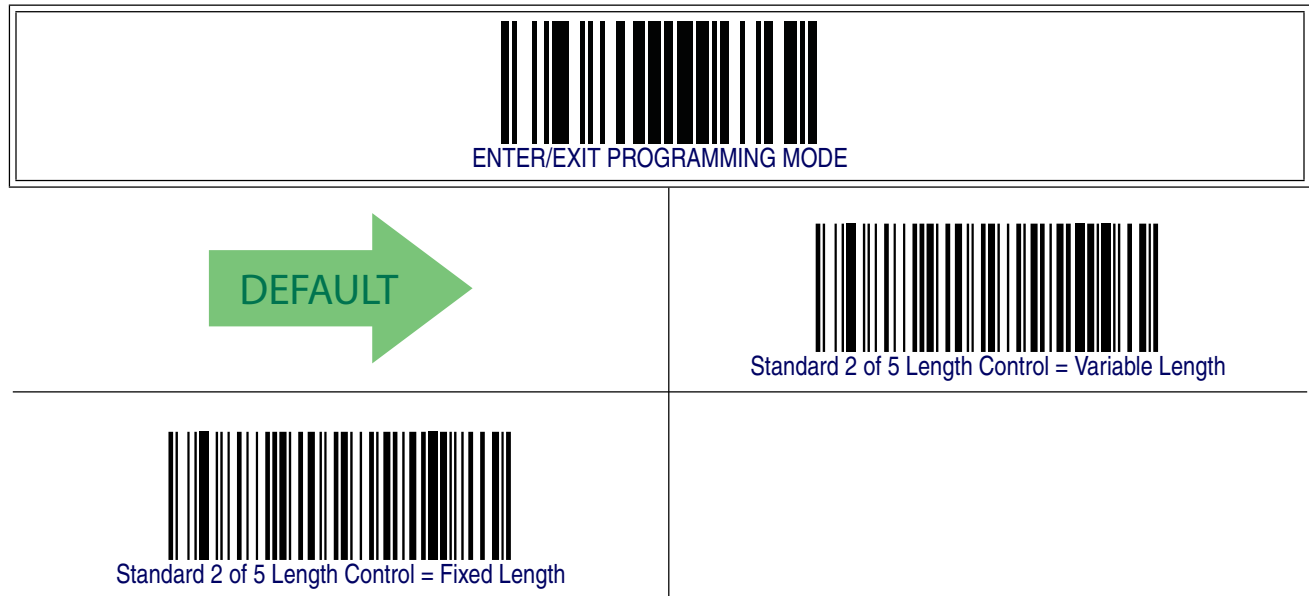 ENTER/EXIT PROGRAMMING MODE
DEFAULT
Standard 2 of 5 Length Control = Variable Length
Standard 2 of 5 Length Control = Fixed Length